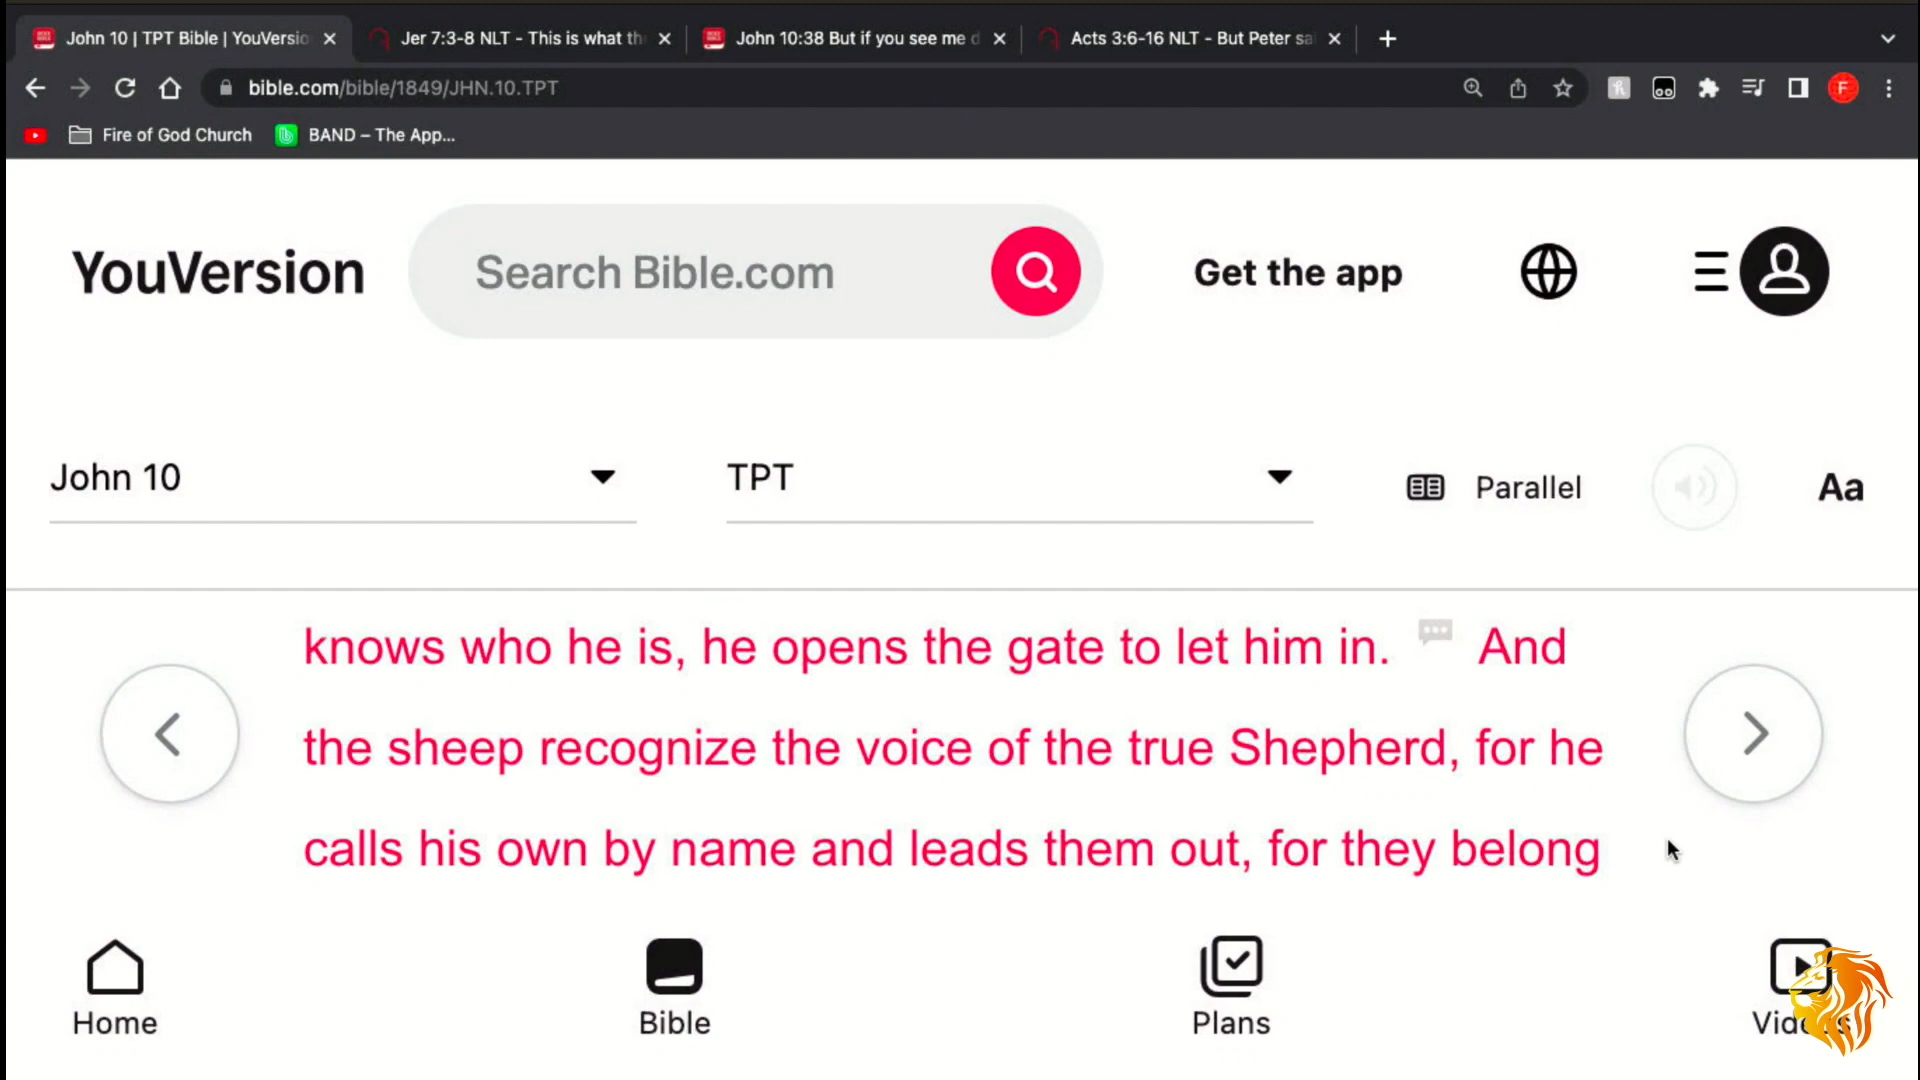 John 10 | TPT Bible | YouVersio
Jer 7:3-8 NLT - This is what th
John 10:38 But if you see me d
Acts 3:6-16 NLT - But Peter sai
bible.com/bible/1849/JHN.10.TPT
F
Fire of God Church
BAND – The App...
YouVersion
Search Bible.com
Get the app
John 10
TPT
Parallel
Aa
knows who he is, he opens the gate to let him in. And
the sheep recognize the voice of the true Shepherd, for he
calls his own by name and leads them out, for they belong
Home
Bible
Plans
Videos